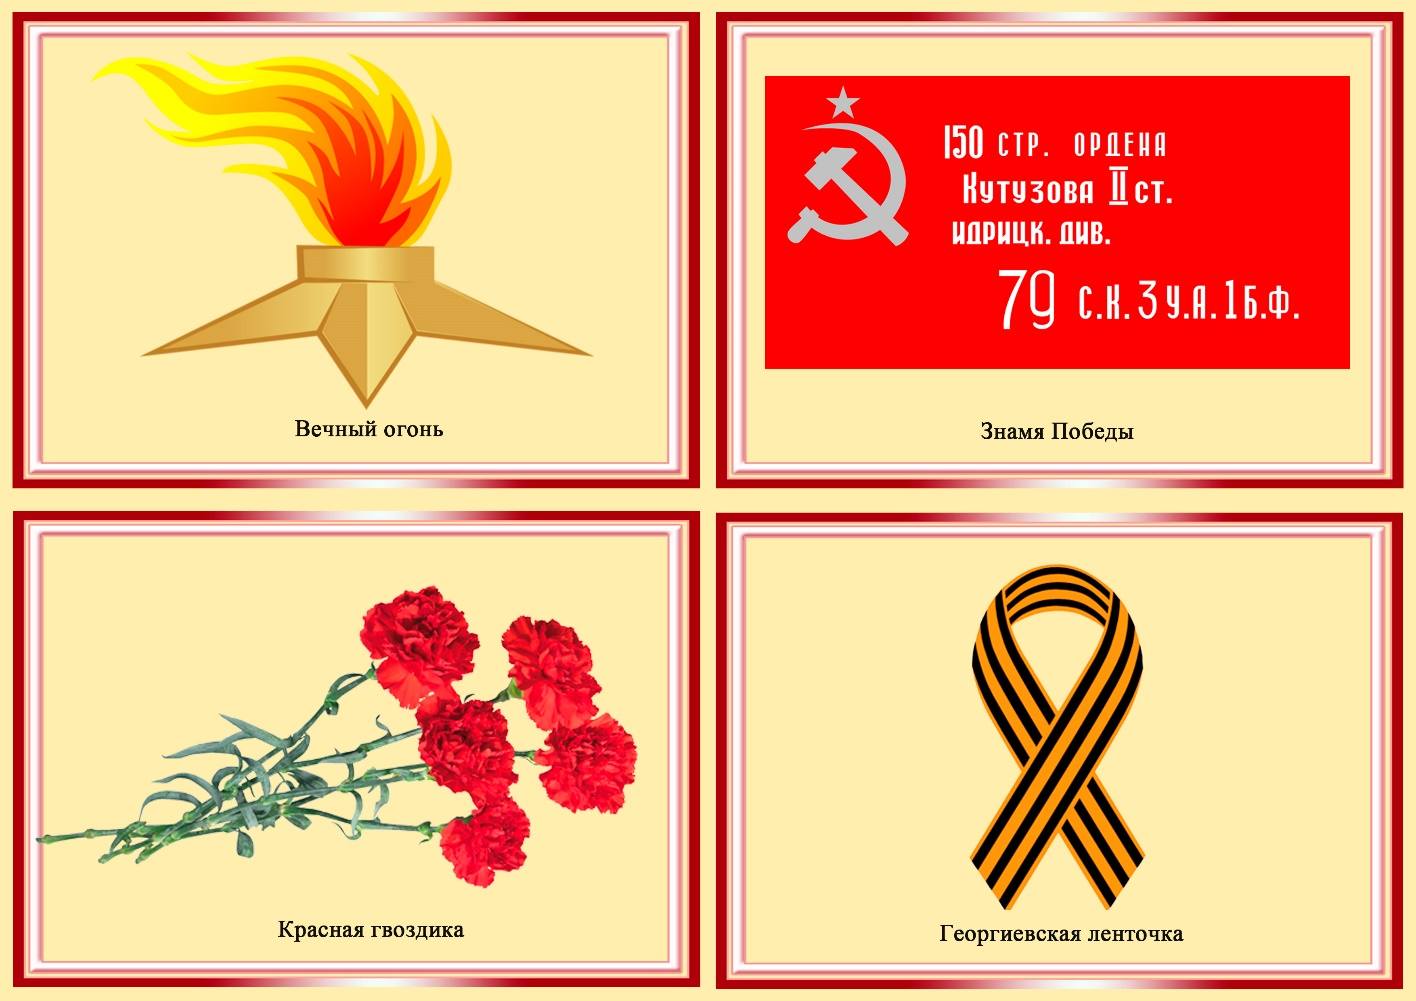 Вечный огонь
150 СТР. ОРДЕНА
Кутузова II ст.
ИДРИЦК. ДИВ.
79 С.К. 3 У.А. 1 Б.Ф.
Знамя Победы
Красная гвоздика
Георгиевская ленточка